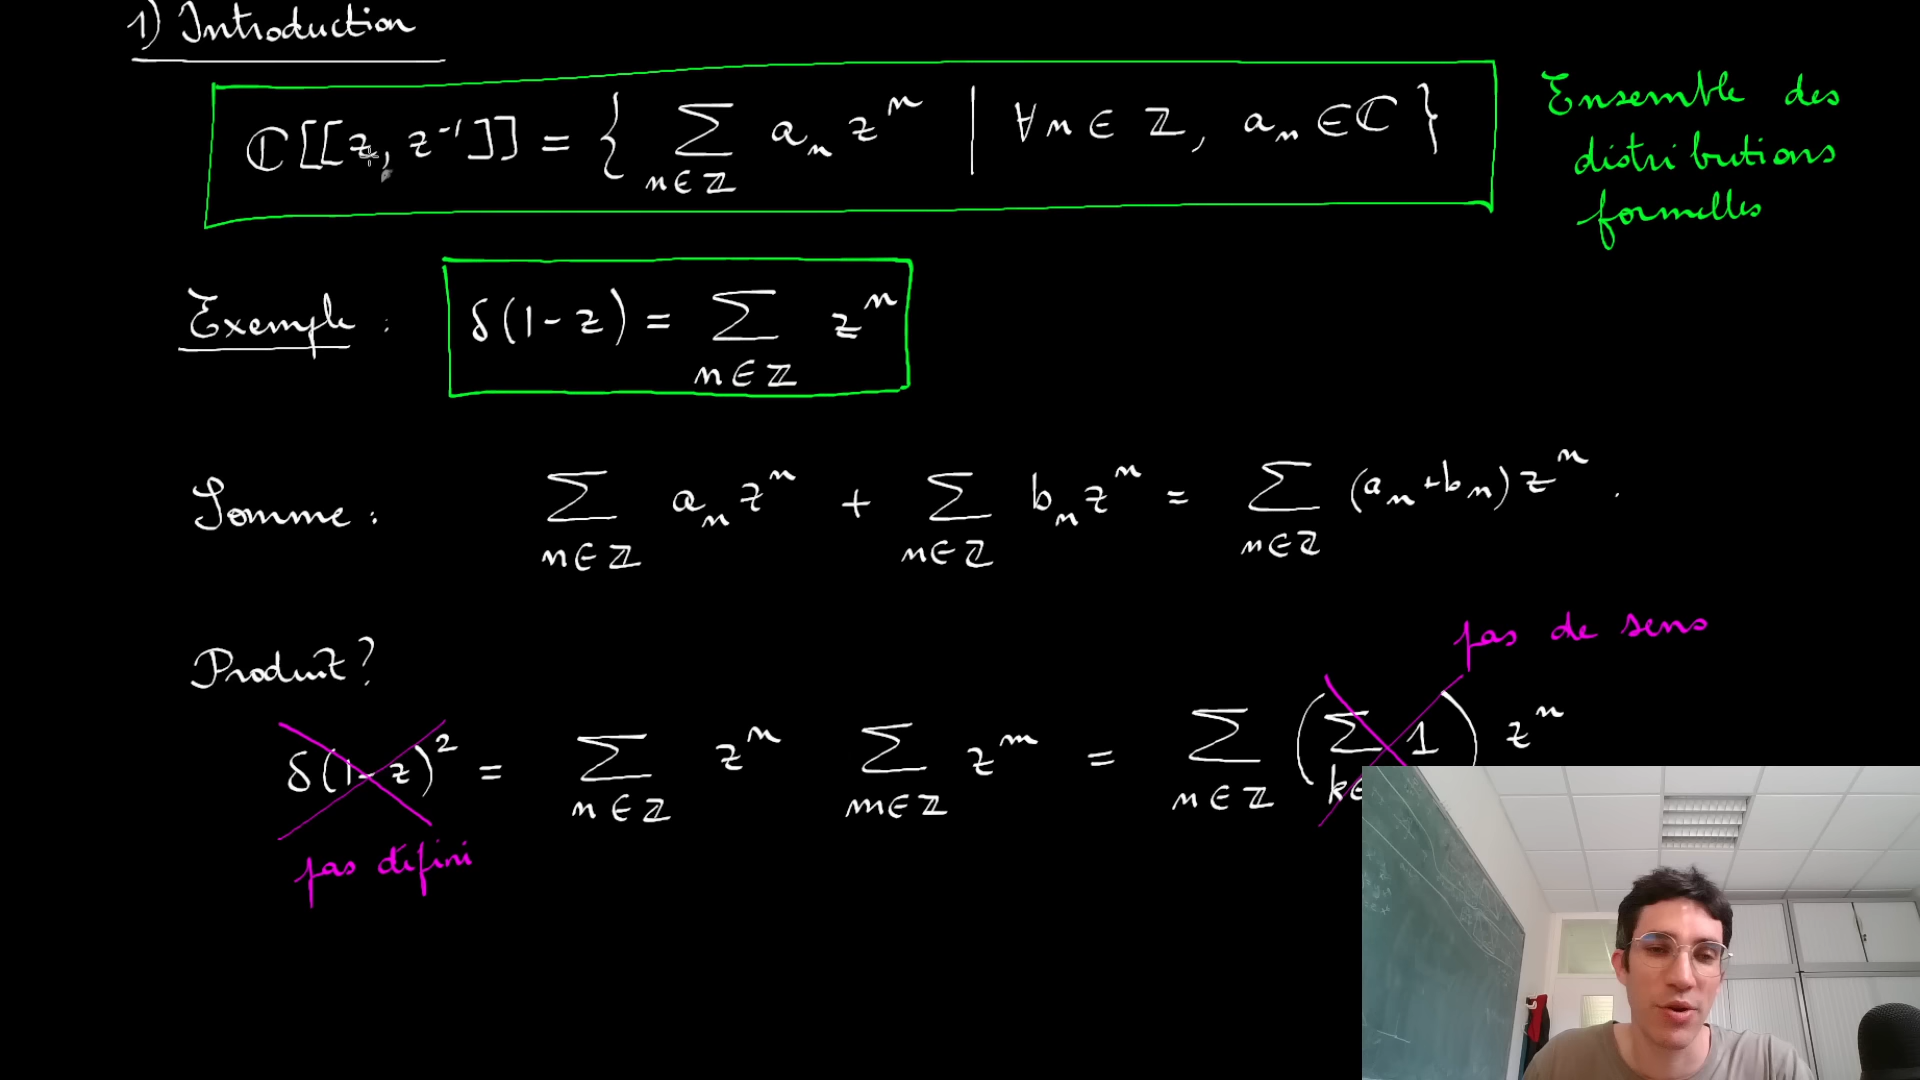 1) Introduction
ℂ[[z, z⁻¹]] = { ∑_{n∈ℤ} aₙ zⁿ | ∀n ∈ ℤ, aₙ ∈ ℂ }
Ensemble des
distributions
formelles
Exemple : δ(1-z) = ∑_{n∈ℤ} zⁿ
Somme : ∑_{n∈ℤ} aₙ zⁿ + ∑_{n∈ℤ} bₙ zⁿ = ∑_{n∈ℤ} (aₙ+bₙ) zⁿ .
Produit ?
pas de sens
δ(1-z)² = ∑_{n∈ℤ} zⁿ ∑_{m∈ℤ} zᵐ = ∑_{n∈ℤ} ( ∑_{k∈} 1 ) zⁿ
pas défini